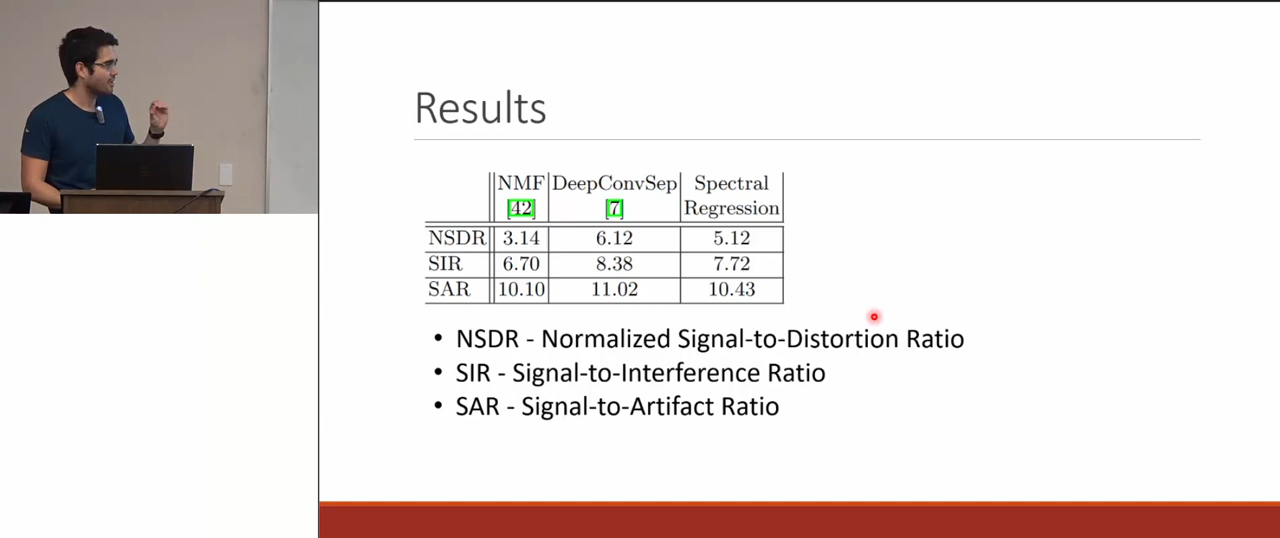 Results
NMF DeepConvSep Spectral
[42] [7] Regression
NSDR 3.14 6.12 5.12
SIR 6.70 8.38 7.72
SAR 10.10 11.02 10.43
• NSDR - Normalized Signal-to-Distortion Ratio
• SIR - Signal-to-Interference Ratio
• SAR - Signal-to-Artifact Ratio